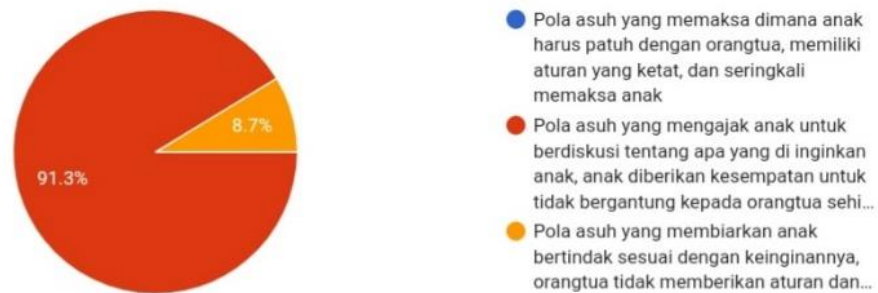 91.3%
8.7%
Pola asuh yang memaksa dimana anak
harus patuh dengan orangtua, memiliki
aturan yang ketat, dan seringkali
memaksa anak
Pola asuh yang mengajak anak untuk
berdiskusi tentang apa yang di inginkan
anak, anak diberikan kesempatan untuk
tidak bergantung kepada orangtua sehi...
Pola asuh yang membiarkan anak
bertindak sesuai dengan keinginannya,
orangtua tidak memberikan aturan dan...